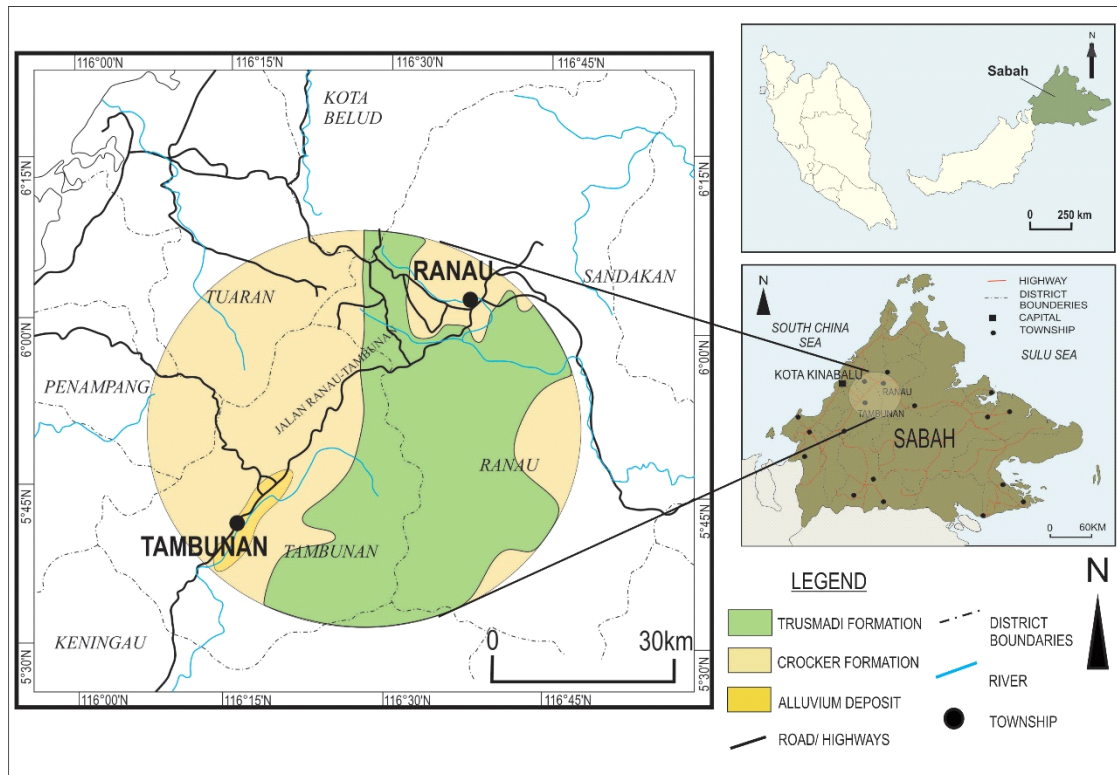 116°00'N
116°15'N
116°30'N
116°45'N
KOTA
BELUD
6°15'N
6°15'N
RANAU
SANDAKAN
TUARAN
6°00'N
6°00'N
JALAN RANAU-TAMBUNAN
PENAMPANG
RANAU
5°45'N
5°45'N
TAMBUNAN
TAMBUNAN
KENINGAU
0 30km
5°30'N
5°30'N
116°00'N
116°15'N
116°30'N
116°45'N
N
Sabah
0 250 km
N
HIGHWAY
DISTRICT
BOUNDERIES
CAPITAL
TOWNSHIP
SOUTH CHINA
SEA
SULU SEA
KOTA KINABALU
RANAU
TAMBUNAN
SABAH
0 60KM
LEGEND
N
TRUSMADI FORMATION
CROCKER FORMATION
ALLUVIUM DEPOSIT
ROAD/ HIGHWAYS
DISTRICT
BOUNDARIES
RIVER
TOWNSHIP